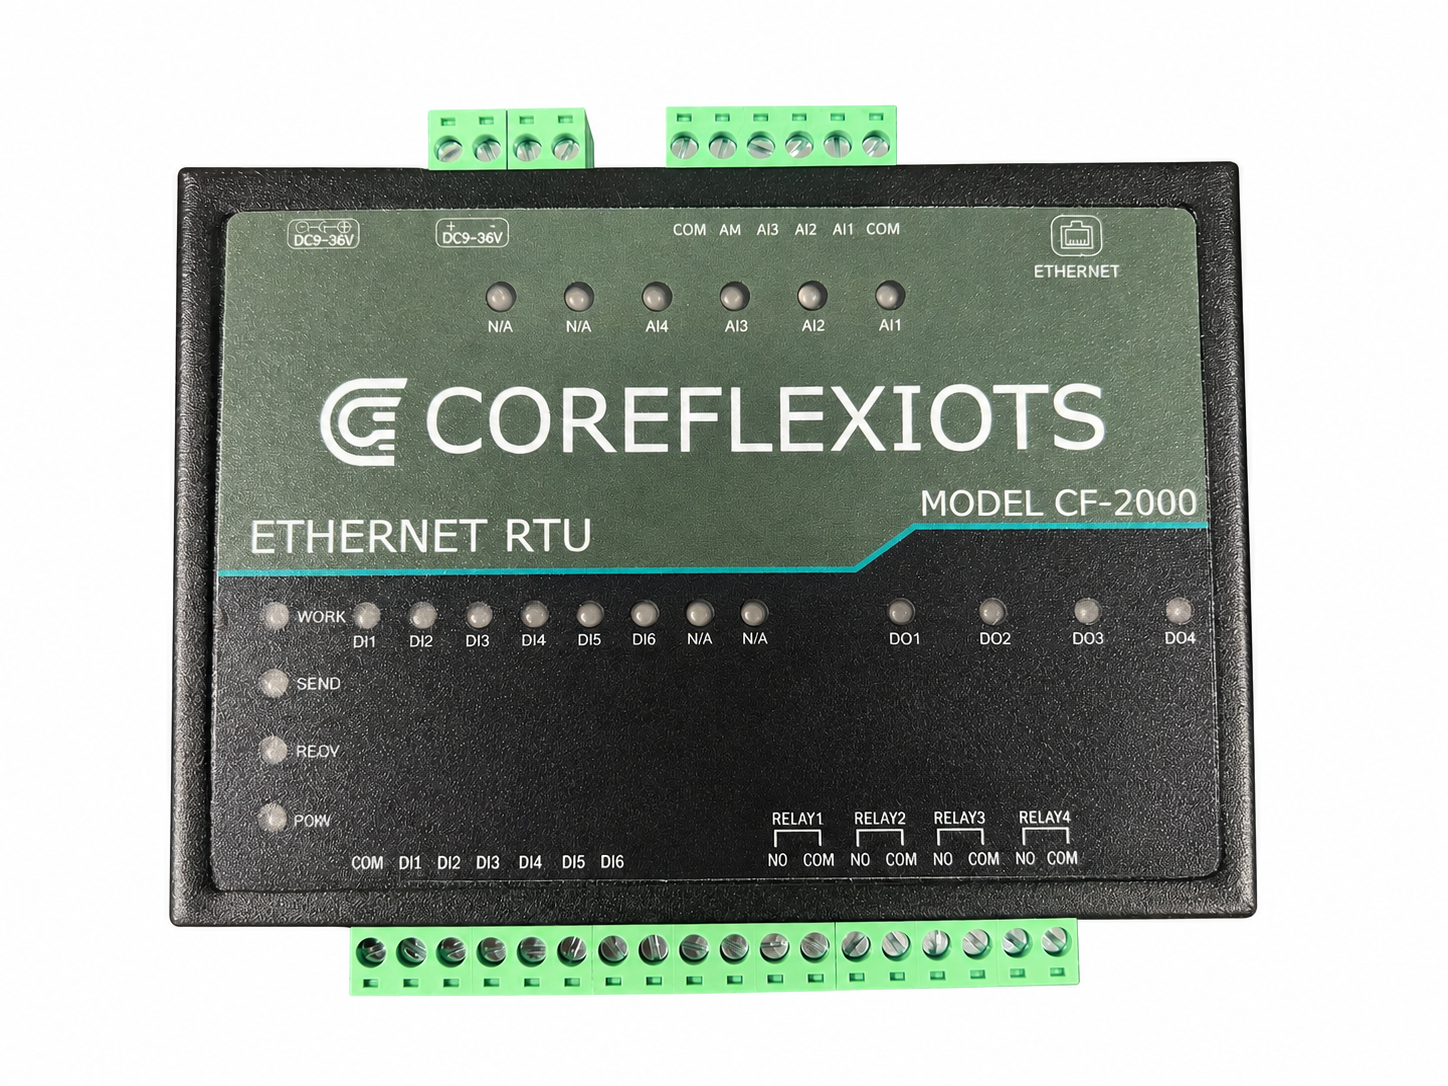 DC9-36V
+ -
DC9-36V
COM AM AI3 AI2 AI1 COM
ETHERNET
N/A N/A AI4 AI3 AI2 AI1
COREFLEXIOTS
MODEL CF-2000
ETHERNET RTU
WORK
DI1 DI2 DI3 DI4 DI5 DI6 N/A N/A
DO1 DO2 DO3 DO4
SEND
RELAY1 RELAY2 RELAY3 RELAY4
COM DI1 DI2 DI3 DI4 DI5 DI6
NO COM NO COM NO COM NO COM